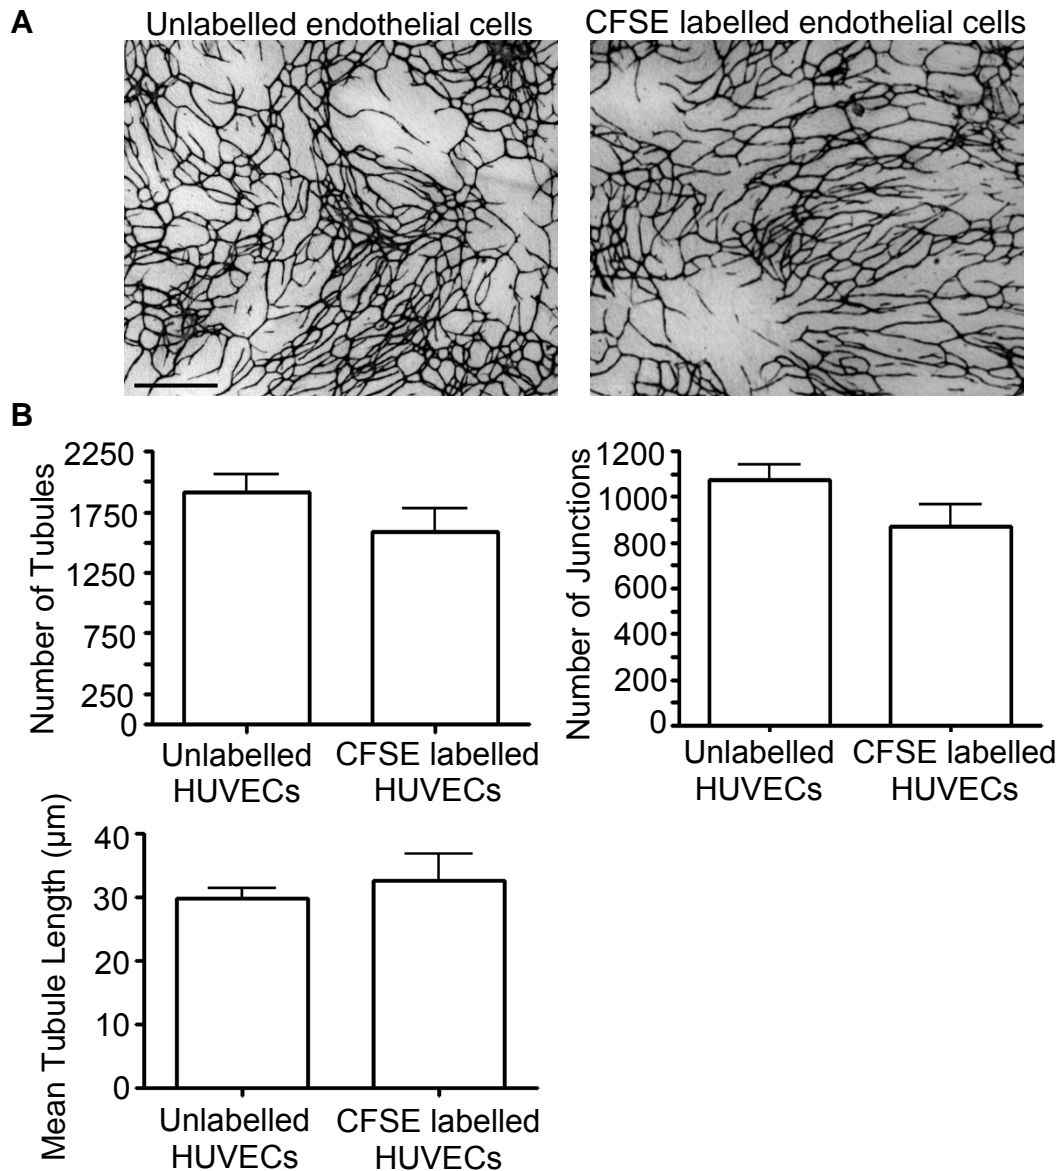 A
Unlabelled endothelial cells
CFSE labelled endothelial cells
B
Number of Tubules
2250
1750
1250
750
250
0
Unlabelled
HUVECs
CFSE labelled
HUVECs
Number of Junctions
1200
1000
800
600
400
200
0
Unlabelled
HUVECs
CFSE labelled
HUVECs
Mean Tubule Length (µm)
40
30
20
10
0
Unlabelled
HUVECs
CFSE labelled
HUVECs